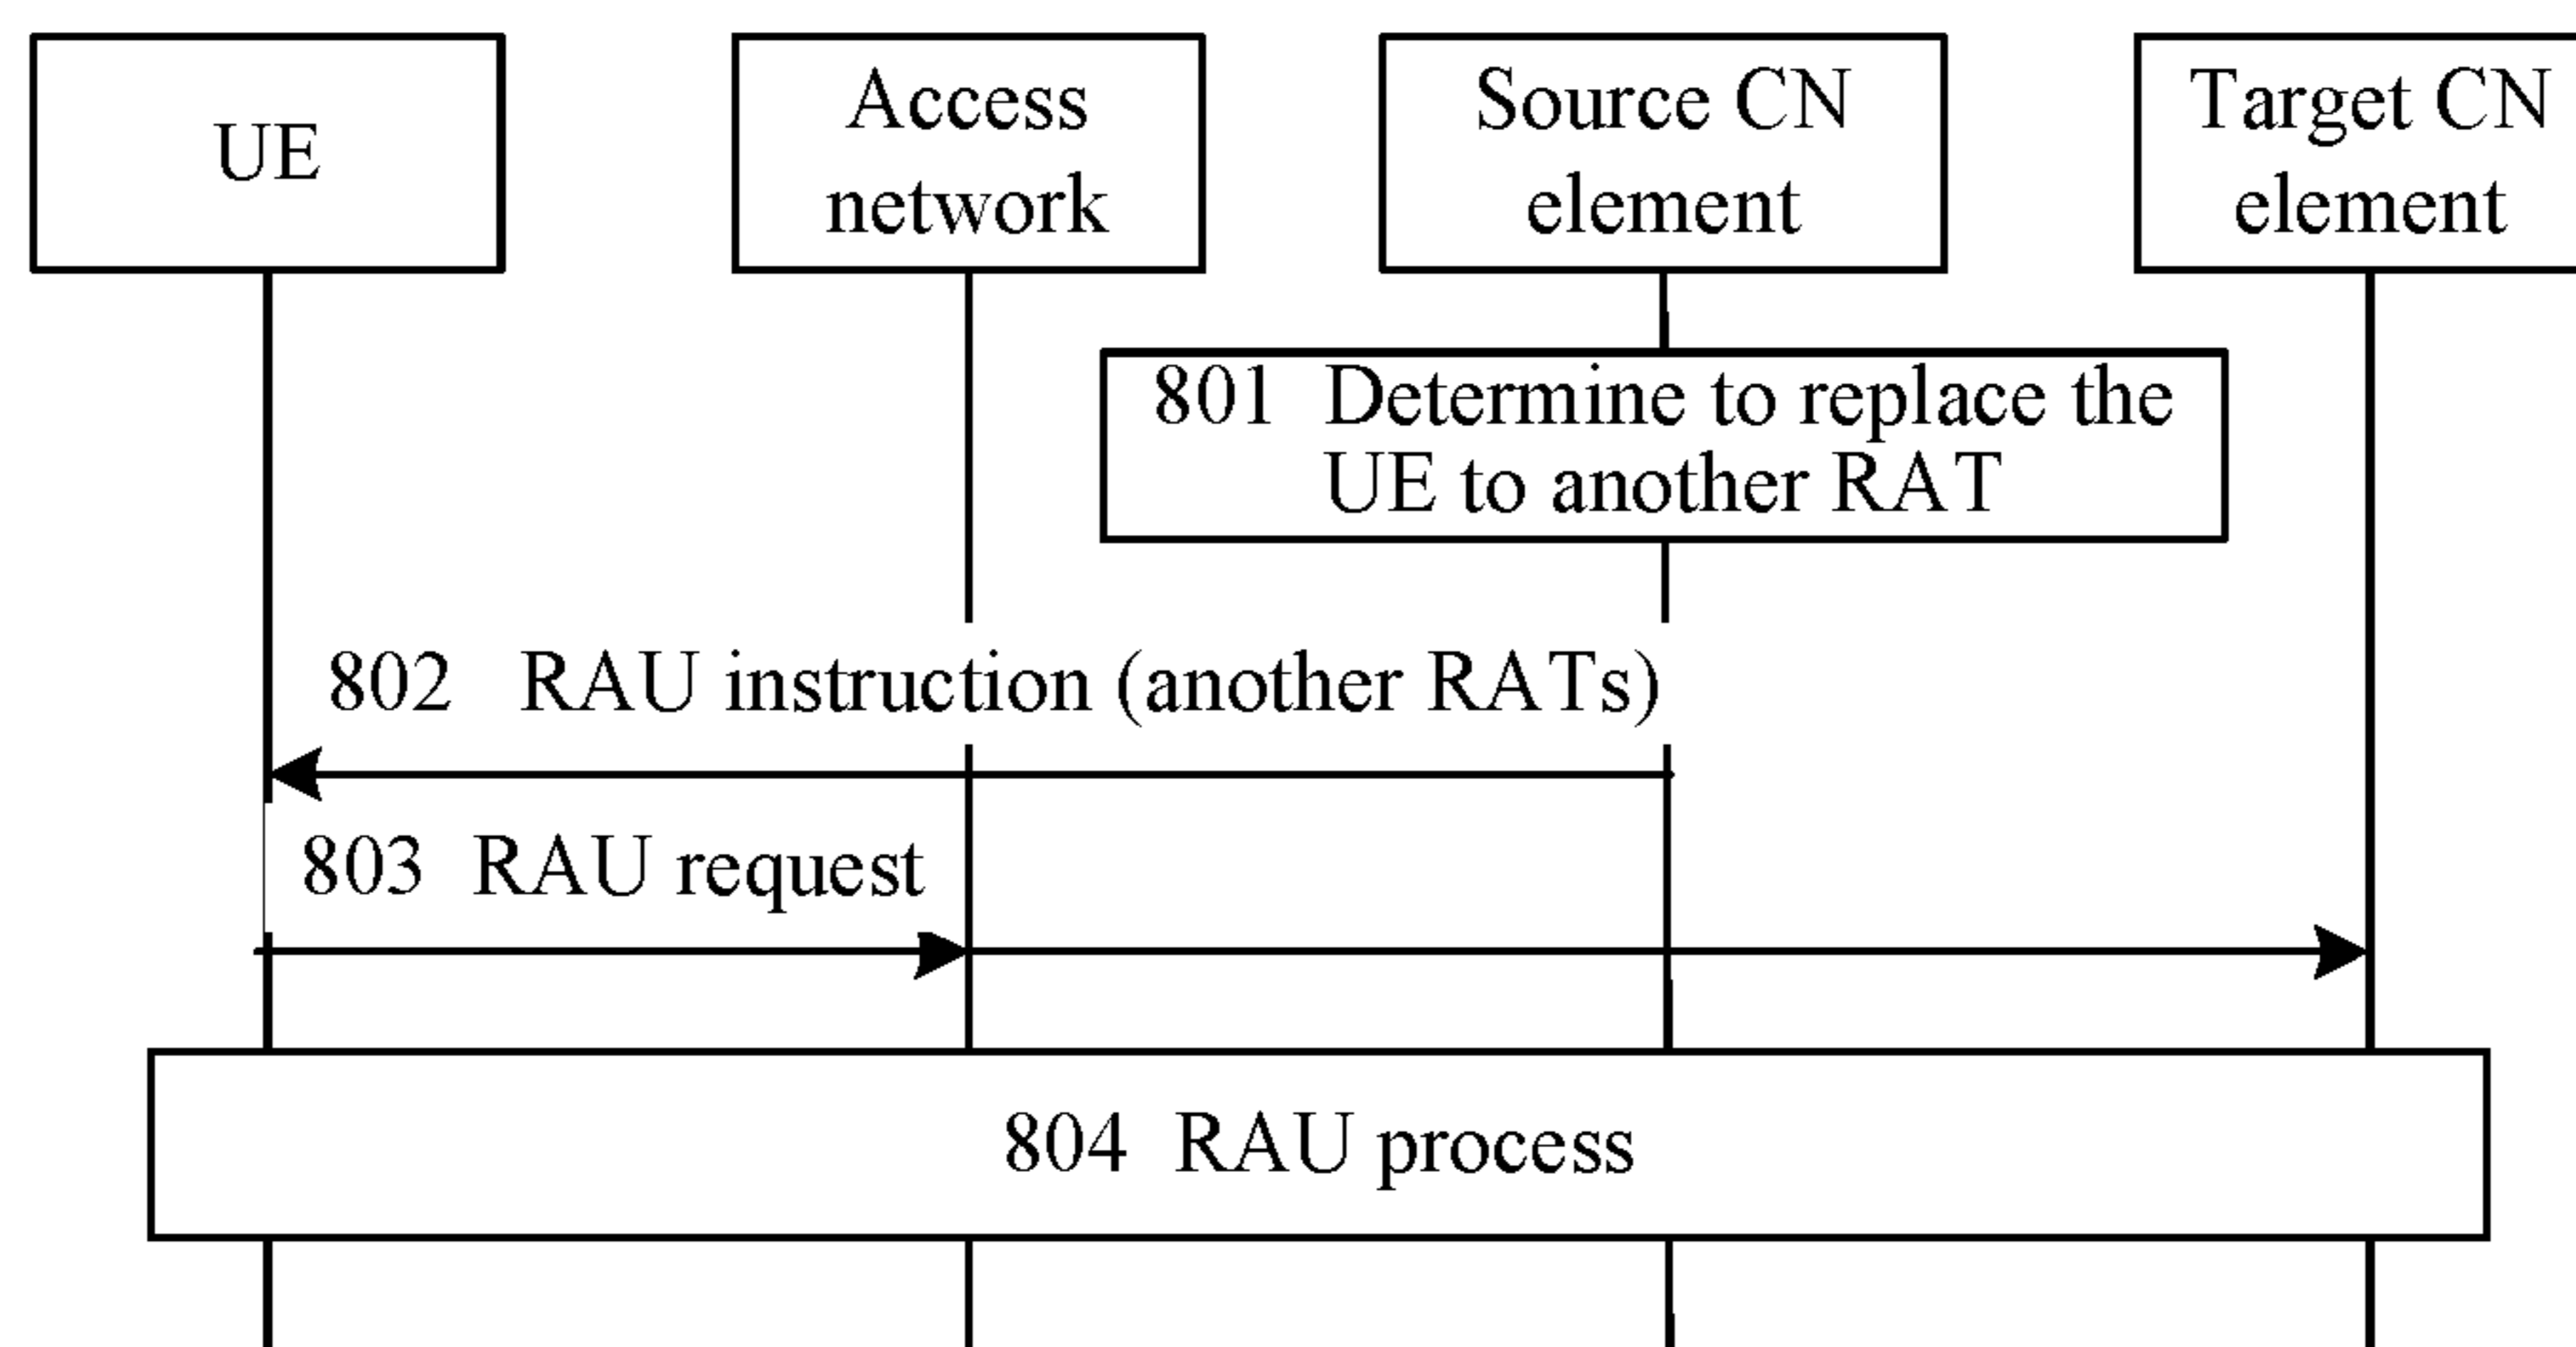 UE
Access
network
Source CN
element
Target CN
element
801 Determine to replace the
UE to another RAT
802 RAU instruction (another RATs)
803 RAU request
804 RAU process